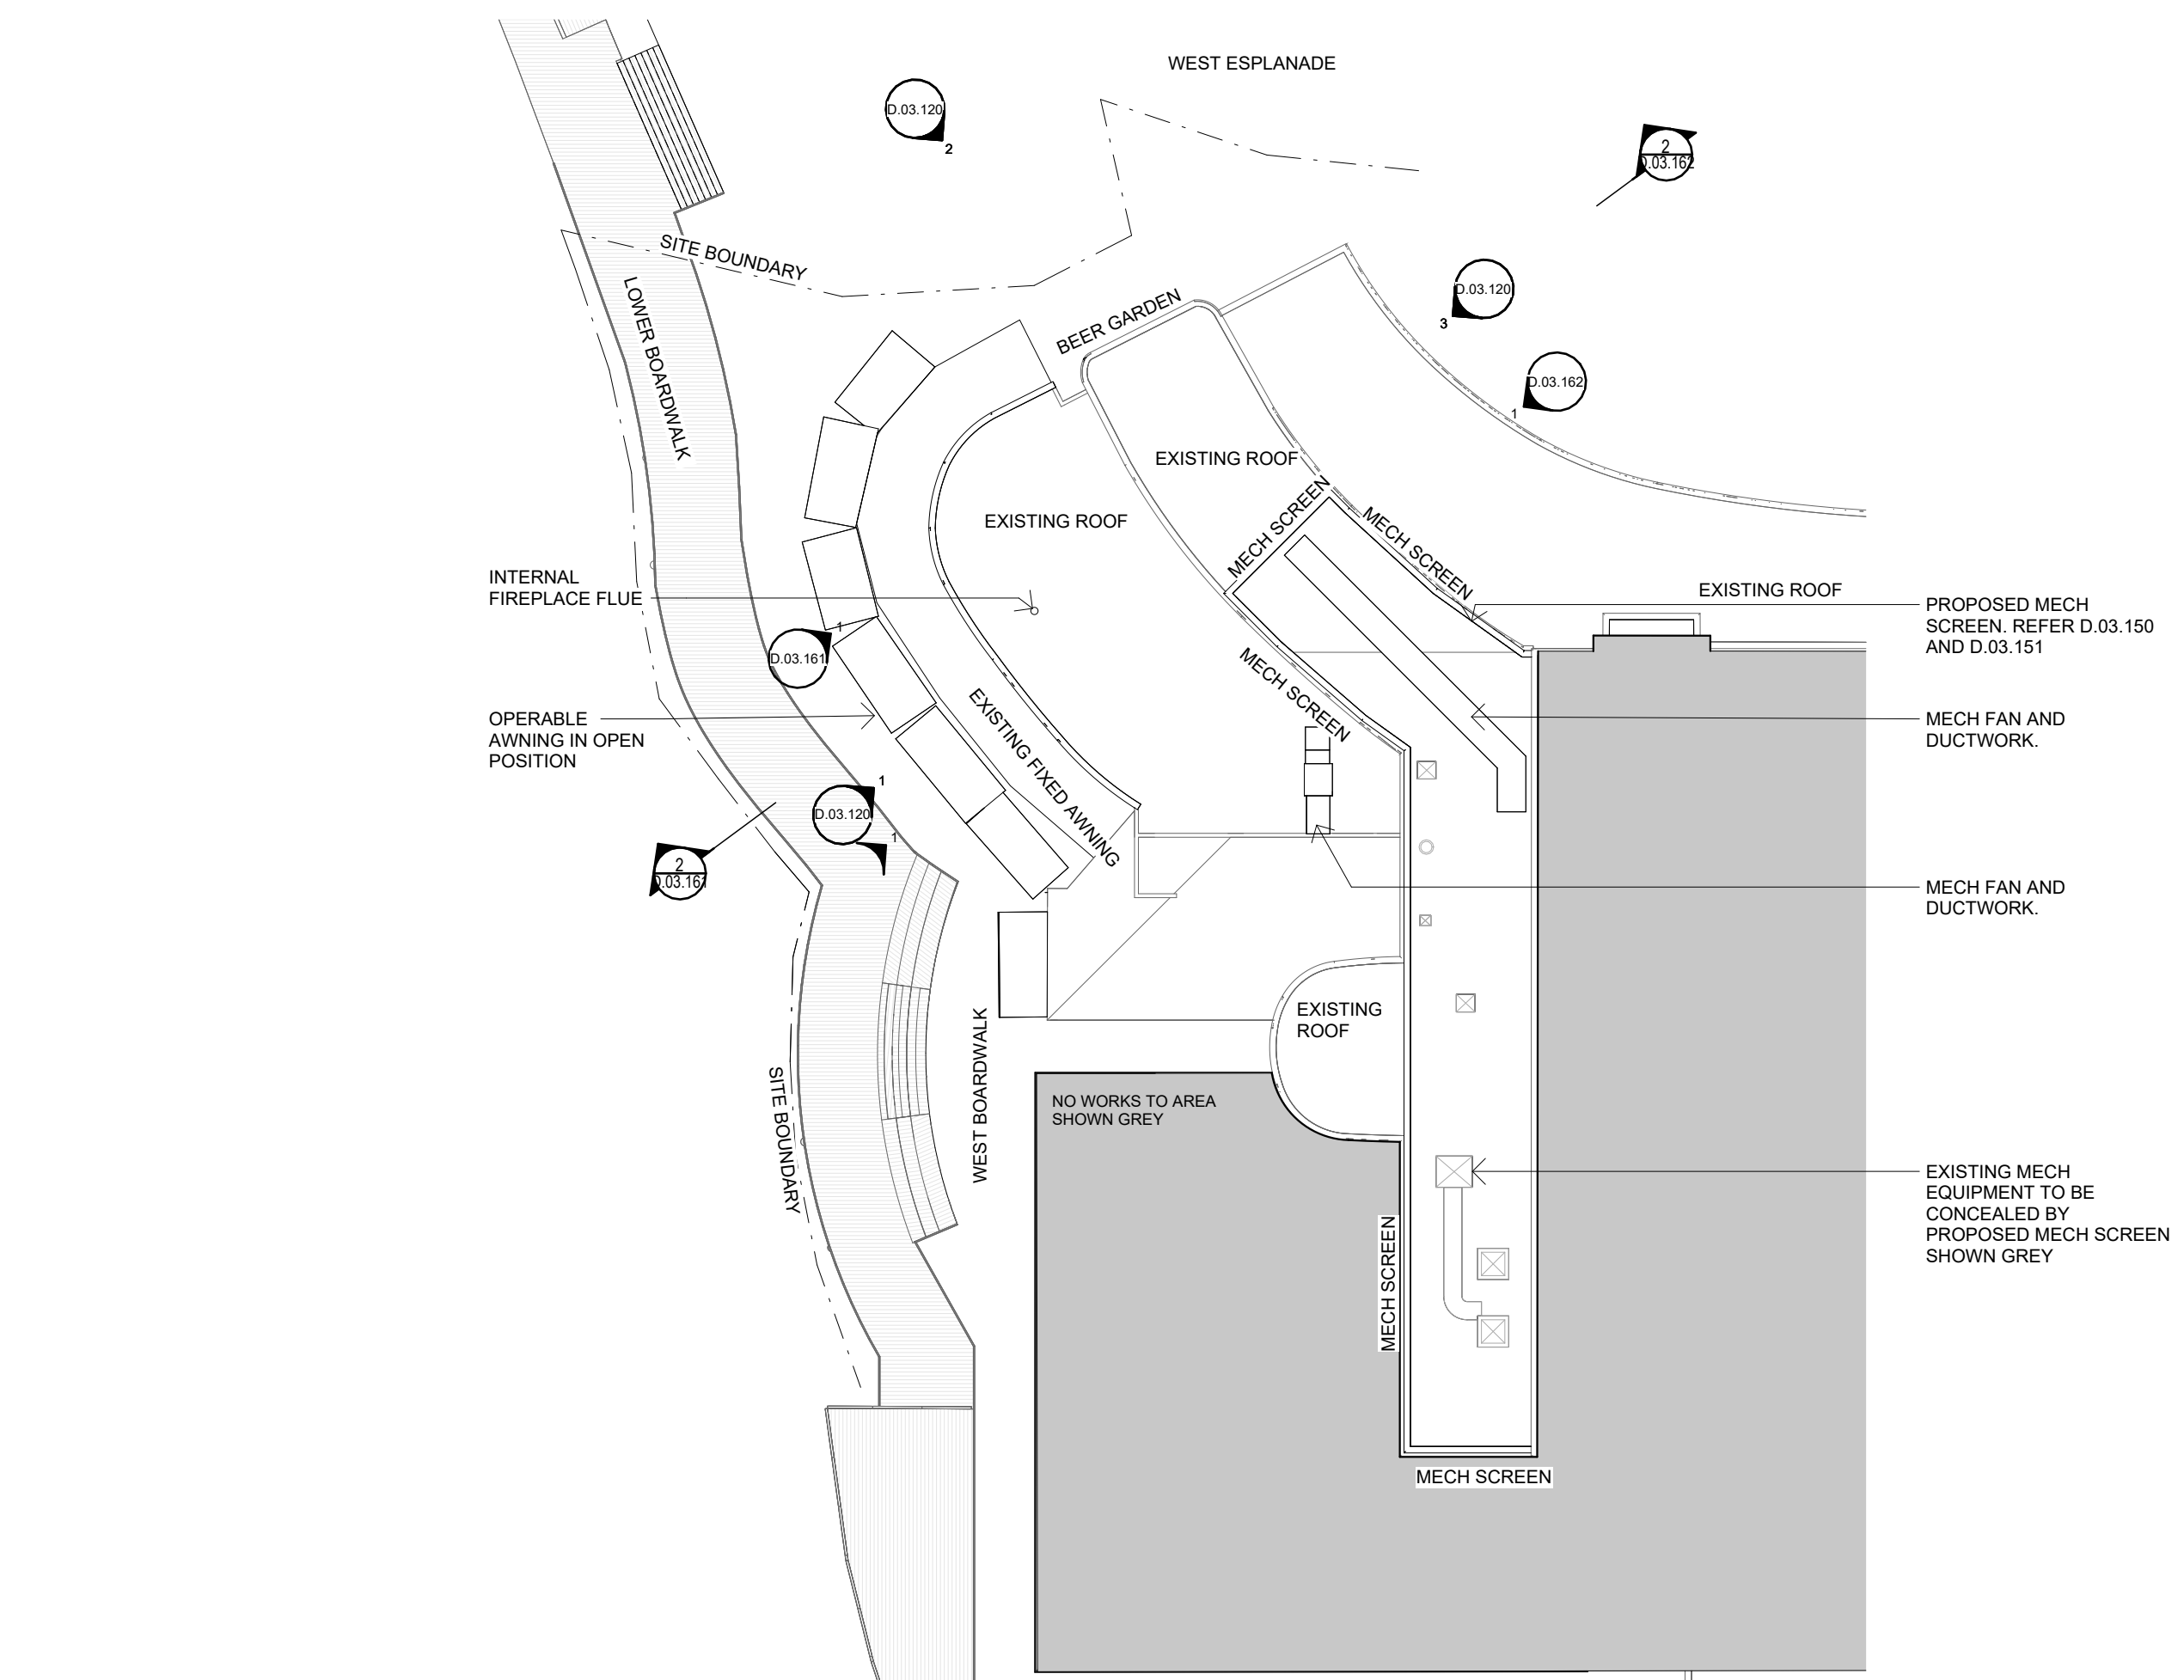 WEST ESPLANADE
D.03.120
2
2
D.03.162
SITE BOUNDARY
LOWER BOARDWALK
BEER GARDEN
D.03.120
3
D.03.162
1
EXISTING ROOF
EXISTING ROOF
MECH SCREEN
MECH SCREEN
INTERNAL
FIREPLACE FLUE
EXISTING ROOF
PROPOSED MECH
SCREEN. REFER D.03.150
AND D.03.151
1
D.03.161
MECH SCREEN
OPERABLE
AWNING IN OPEN
POSITION
EXISTING FIXED AWNING
MECH FAN AND
DUCTWORK.
1
D.03.120
1
2
D.03.161
MECH FAN AND
DUCTWORK.
EXISTING
ROOF
WEST BOARDWALK
SITE BOUNDARY
NO WORKS TO AREA
SHOWN GREY
EXISTING MECH
EQUIPMENT TO BE
CONCEALED BY
PROPOSED MECH SCREEN
SHOWN GREY
MECH SCREEN
MECH SCREEN